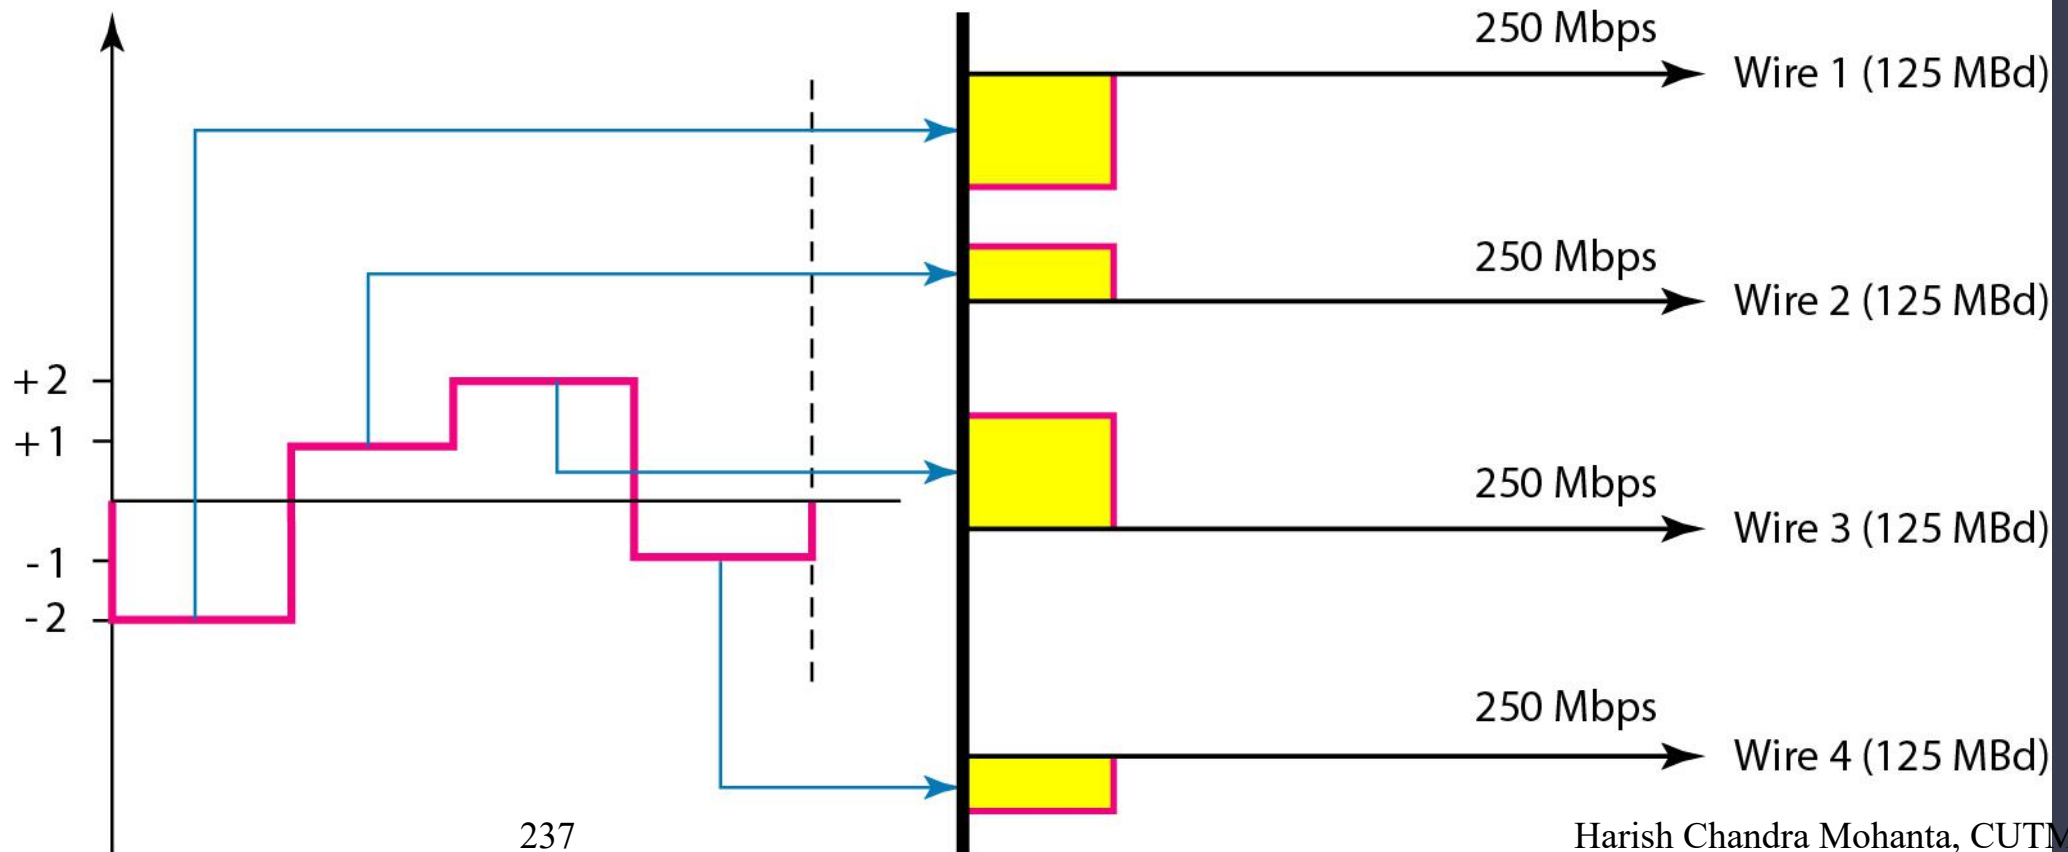 250 Mbps
Wire 1 (125 MBd)
250 Mbps
Wire 2 (125 MBd)
+2
+1
250 Mbps
Wire 3 (125 MBd)
-1
-2
250 Mbps
Wire 4 (125 MBd)
237
Harish Chandra Mohanta, CUTM